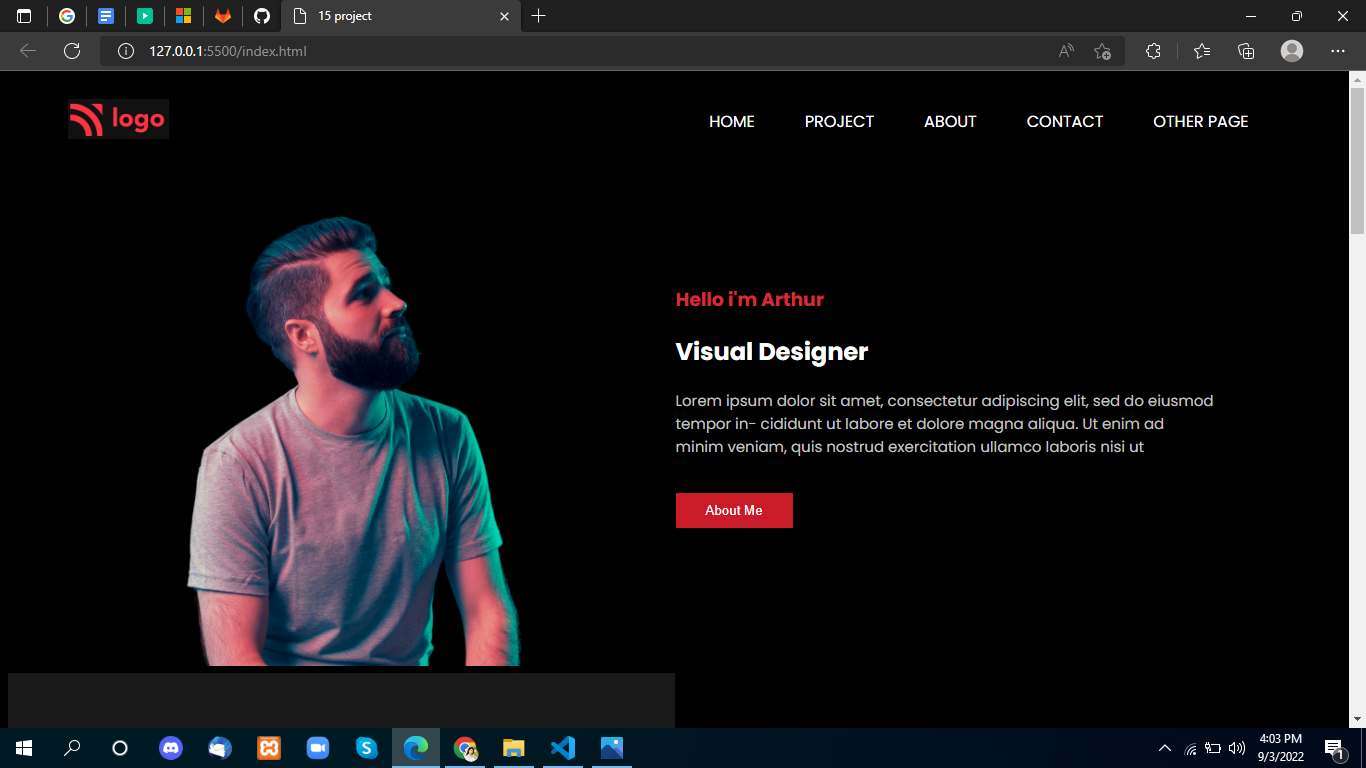 15 project
127.0.0.1:5500/index.html
logo
HOME PROJECT ABOUT CONTACT OTHER PAGE
Hello i'm Arthur
Visual Designer
Lorem ipsum dolor sit amet, consectetur adipiscing elit, sed do eiusmod
tempor in- cididunt ut labore et dolore magna aliqua. Ut enim ad
minim veniam, quis nostrud exercitation ullamco laboris nisi ut
About Me
4:03 PM
9/3/2022
1